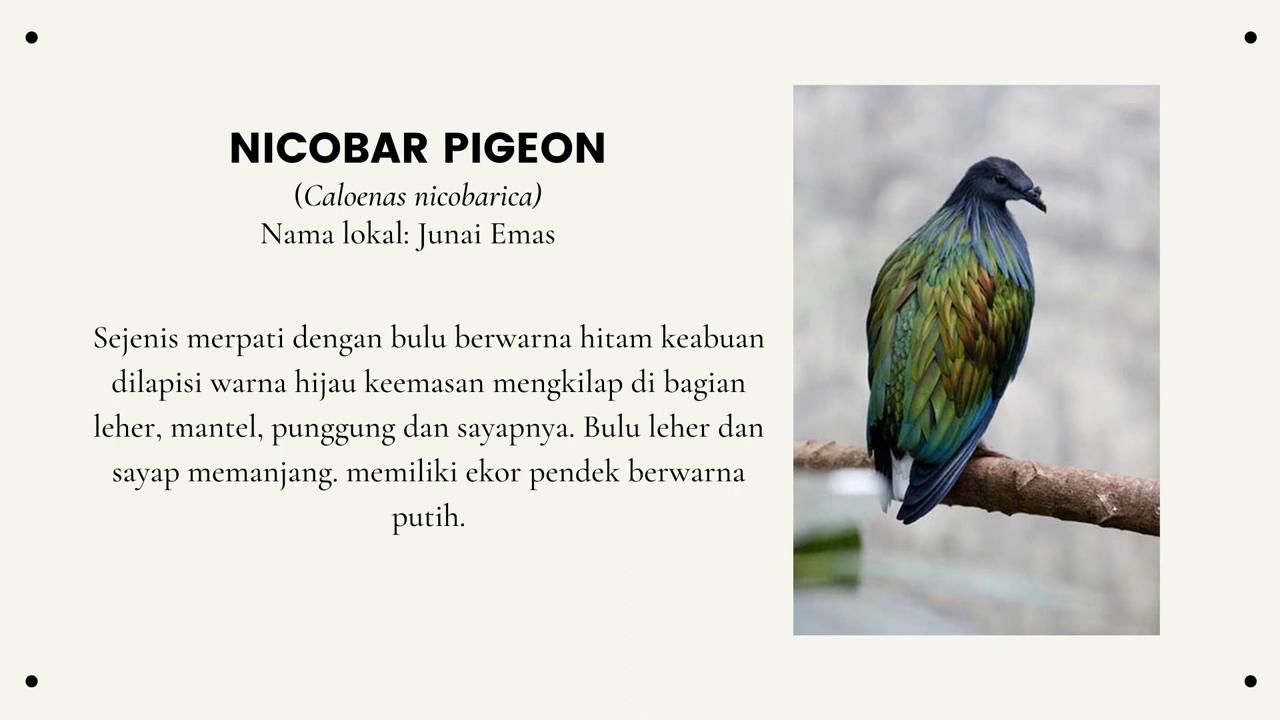 NICOBAR PIGEON
(Caloenas nicobarica)
Nama lokal: Junai Emas
Sejenis merpati dengan bulu berwarna hitam keabuan
dilapisi warna hijau keemasan mengkilap di bagian
leher, mantel, punggung dan sayapnya. Bulu leher dan
sayap memanjang. memiliki ekor pendek berwarna
putih.